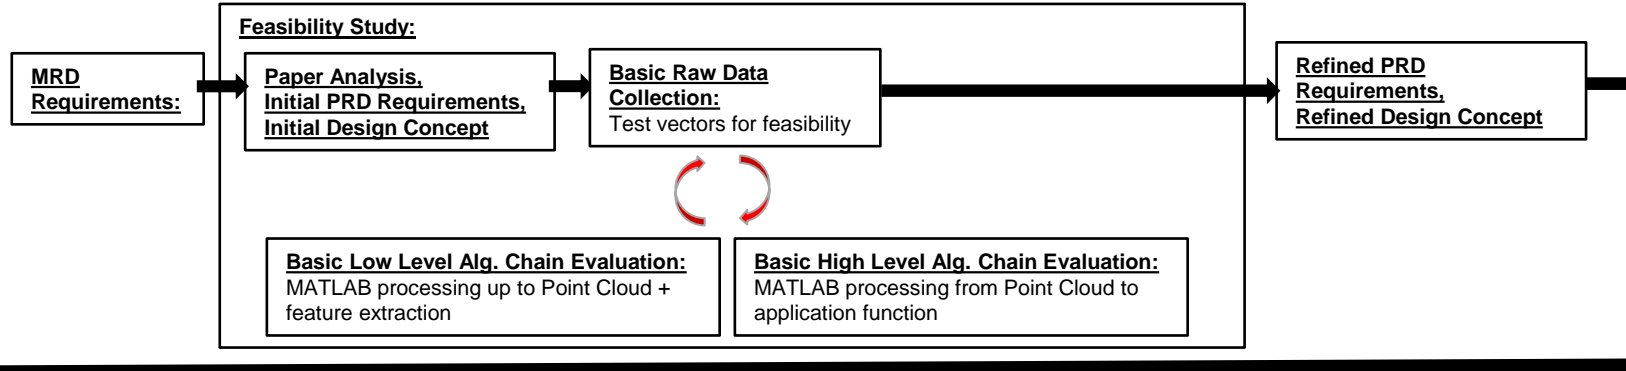 Feasibility Study:
MRD
Requirements:
Paper Analysis,
Initial PRD Requirements,
Initial Design Concept
Basic Raw Data
Collection:
Test vectors for feasibility
Refined PRD
Requirements,
Refined Design Concept
Basic Low Level Alg. Chain Evaluation:
MATLAB processing up to Point Cloud +
feature extraction
Basic High Level Alg. Chain Evaluation:
MATLAB processing from Point Cloud to
application function